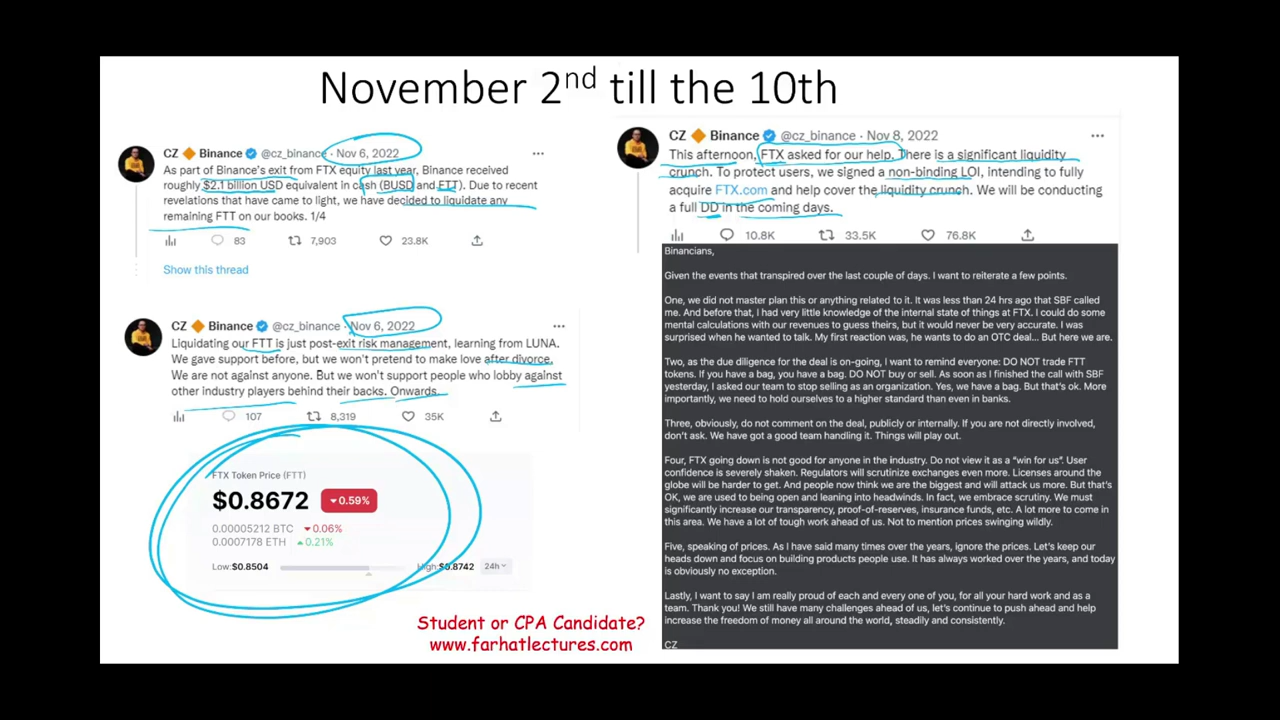 November 2nd till the 10th
CZ 🔶 Binance @cz_binance · Nov 6, 2022
As part of Binance's exit from FTX equity last year, Binance received
roughly $2.1 billion USD equivalent in cash (BUSD and FTT). Due to recent
revelations that have came to light, we have decided to liquidate any
remaining FTT on our books. 1/4
83 7,903 23.8K
Show this thread
CZ 🔶 Binance @cz_binance · Nov 6, 2022
Liquidating our FTT is just post-exit risk management, learning from LUNA.
We gave support before, but we won't pretend to make love after divorce.
We are not against anyone. But we won't support people who lobby against
other industry players behind their backs. Onwards.
107 8,319 35K
FTX Token Price (FTT)
$0.8672 0.59%
0.00005212 BTC 0.06%
0.0007178 ETH 0.21%
Low:$0.8504 High:$0.8742 24h
Student or CPA Candidate?
www.farhatlectures.com
CZ 🔶 Binance @cz_binance · Nov 8, 2022
This afternoon, FTX asked for our help. There is a significant liquidity
crunch. To protect users, we signed a non-binding LOI, intending to fully
acquire FTX.com and help cover the liquidity crunch. We will be conducting
a full DD in the coming days.
10.8K 33.5K 76.8K
Binancians,
Given the events that transpired over the last couple of days. I want to reiterate a few points.
One, we did not master plan this or anything related to it. It was less than 24 hrs ago that SBF called
me. And before that, I had very little knowledge of the internal state of things at FTX. I could do some
mental calculations with our revenues to guess theirs, but it would never be very accurate. I was
surprised when he wanted to talk. My first reaction was, he wants to do an OTC deal... But here we are.
Two, as the due diligence for the deal is on-going, I want to remind everyone: DO NOT trade FTT
tokens. If you have a bag, you have a bag. DO NOT buy or sell. As soon as I finished the call with SBF
yesterday, I asked our team to stop selling as an organization. Yes, we have a bag. But that's ok. More
importantly, we need to hold ourselves to a higher standard than even in banks.
Three, obviously, do not comment on the deal, publicly or internally. If you are not directly involved,
don't ask. We have got a good team handling it. Things will play out.
Four, FTX going down is not good for anyone in the industry. Do not view it as a "win for us". User
confidence is severely shaken. Regulators will scrutinize exchanges even more. Licenses around the
globe will be harder to get. And people now think we are the biggest and will attack us more. But that's
OK, we are used to being open and leaning into headwinds. In fact, we embrace scrutiny. We must
significantly increase our transparency, proof-of-reserves, insurance funds, etc. A lot more to come in
this area. We have a lot of tough work ahead of us. Not to mention prices swinging wildly.
Five, speaking of prices. As I have said many times over the years, ignore the prices. Let's keep our
heads down and focus on building products people use. It has always worked over the years, and today
is obviously no exception.
Lastly, I want to say I am really proud of each and every one of you, for all your hard work and as a
team. Thank you! We still have many challenges ahead of us, let's continue to push ahead and help
increase the freedom of money all around the world, steadily and consistently.
CZ